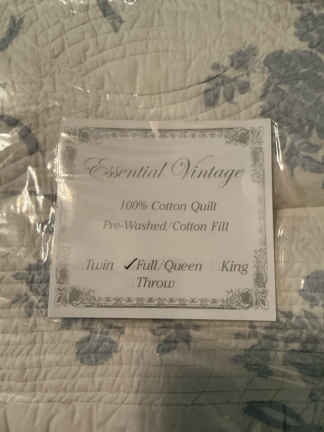 Essential Vintage
100% Cotton Quilt
Pre-Washed/Cotton Fill
Twin ✓Full/Queen King
Throw